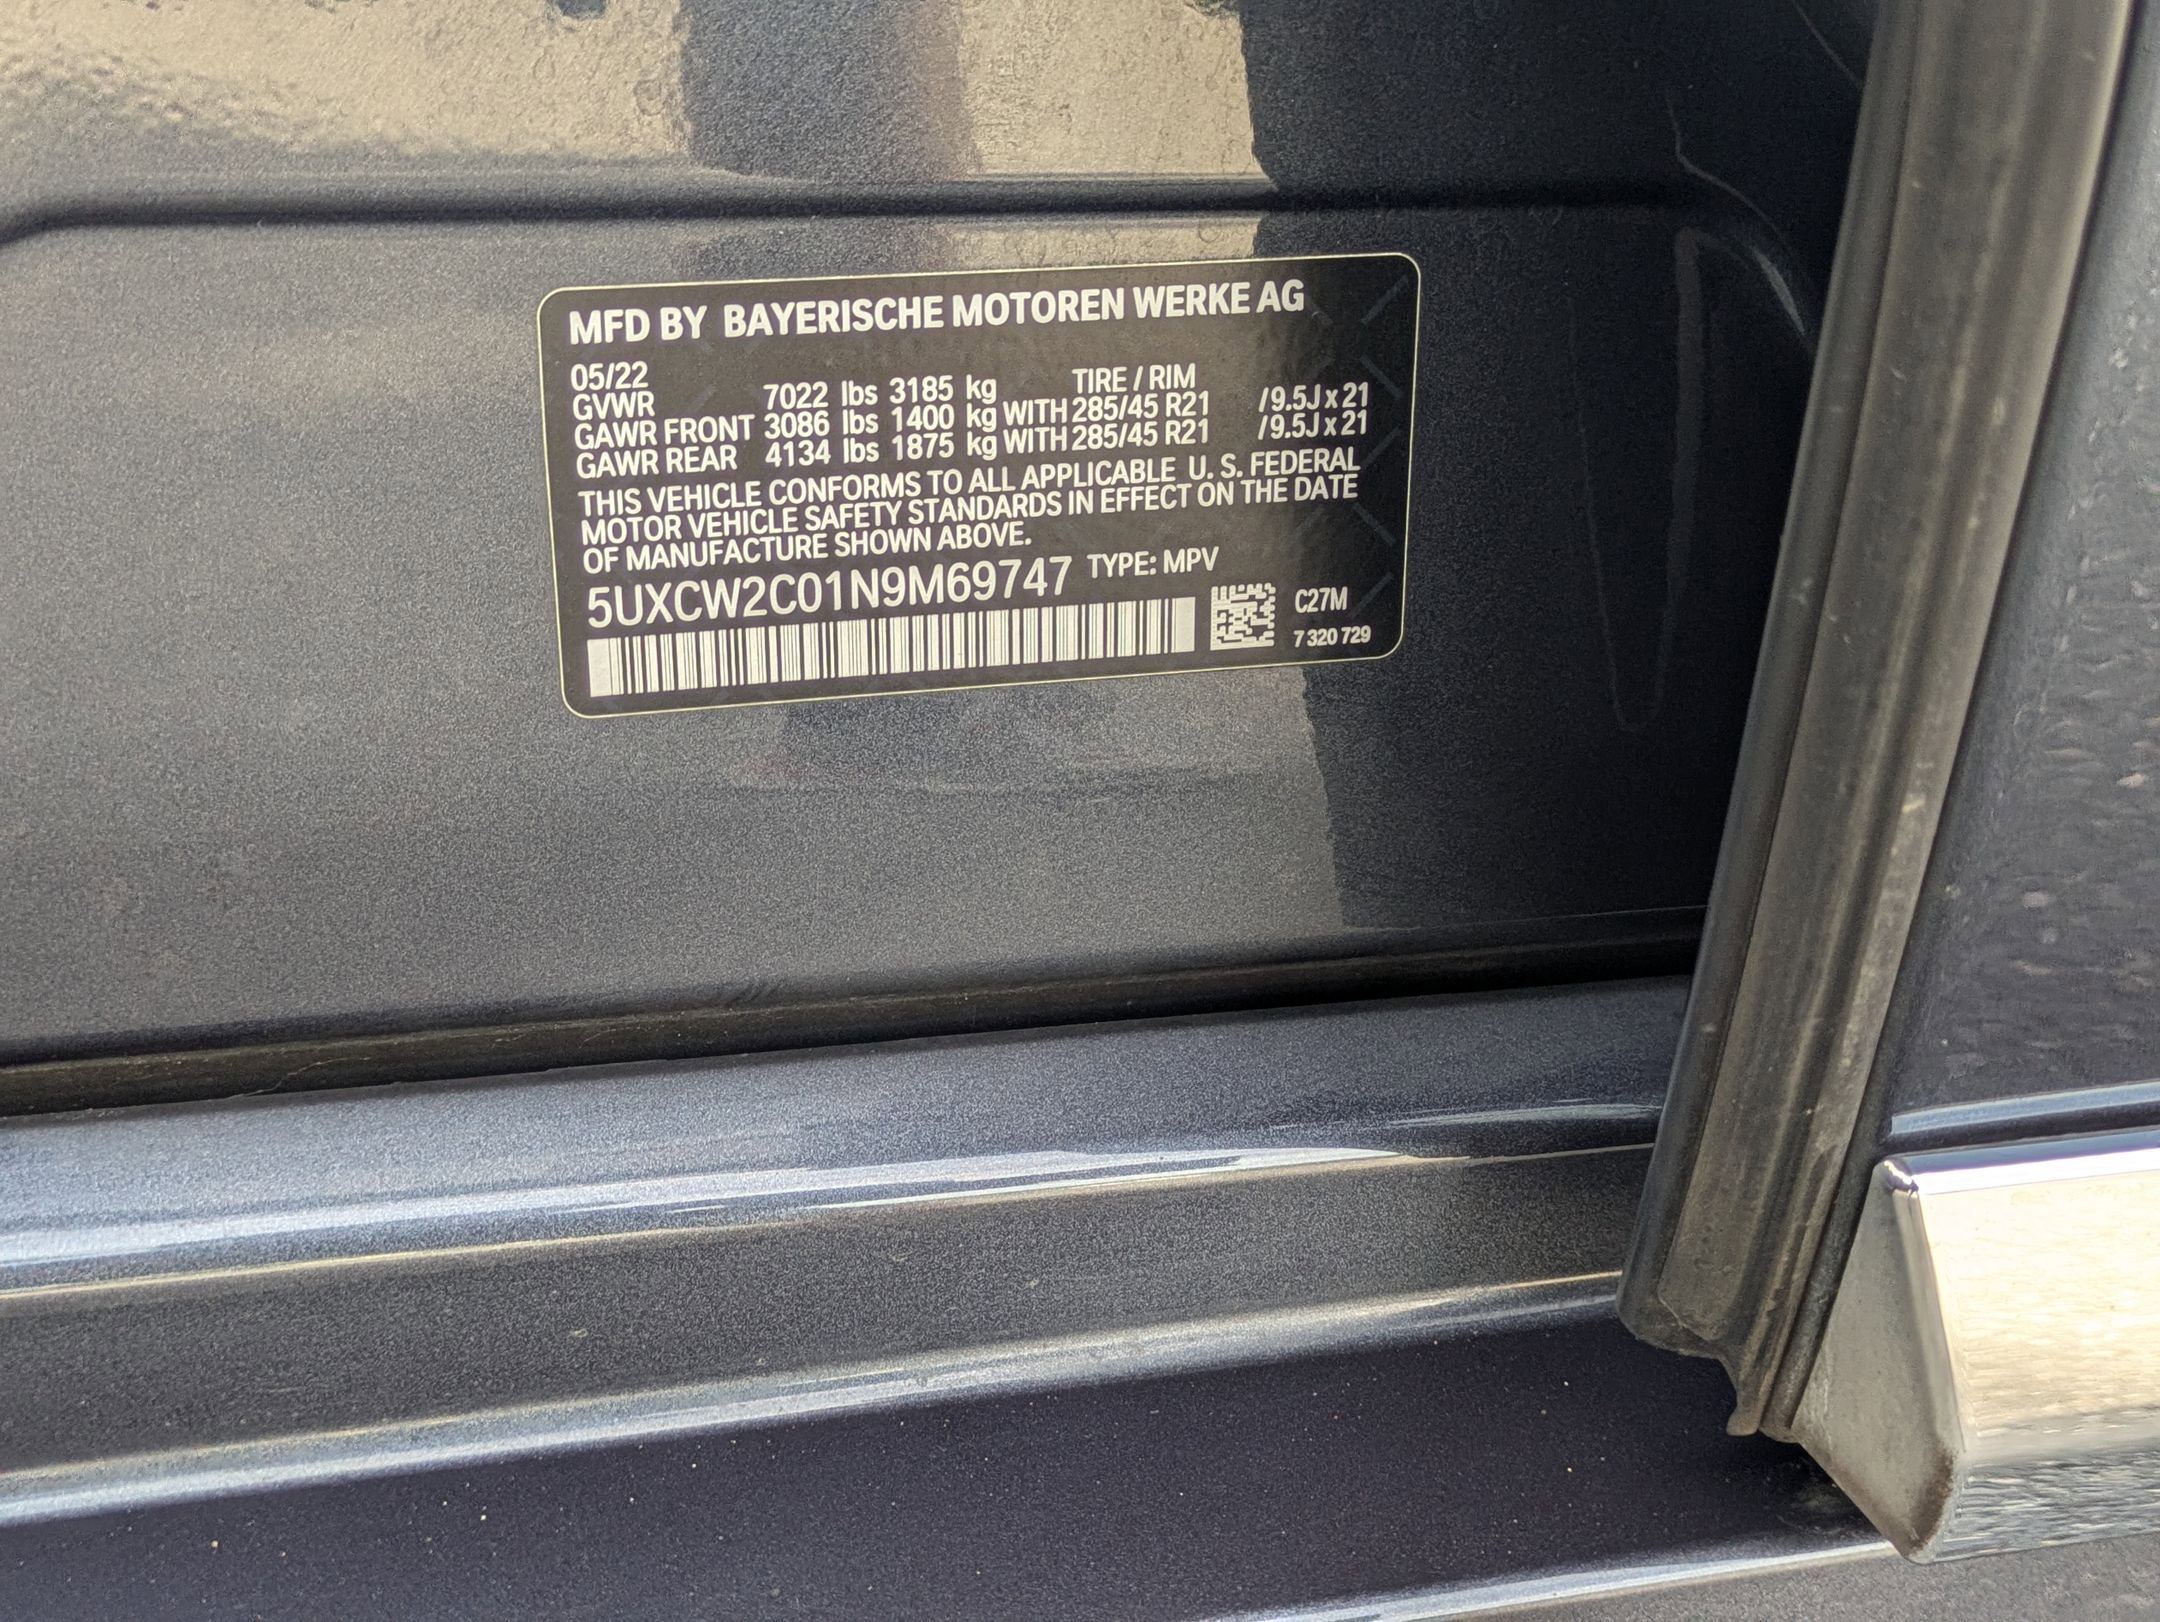 MFD BY BAYERISCHE MOTOREN WERKE AG
05/22 TIRE / RIM
GVWR 7022 lbs 3185 kg
GAWR FRONT 3086 lbs 1400 kg WITH 285/45 R21 /9.5J x 21
GAWR REAR 4134 lbs 1875 kg WITH 285/45 R21 /9.5J x 21
THIS VEHICLE CONFORMS TO ALL APPLICABLE U. S. FEDERAL
MOTOR VEHICLE SAFETY STANDARDS IN EFFECT ON THE DATE
OF MANUFACTURE SHOWN ABOVE.
5UXCW2C01N9M69747 TYPE: MPV
C27M
7 320 729